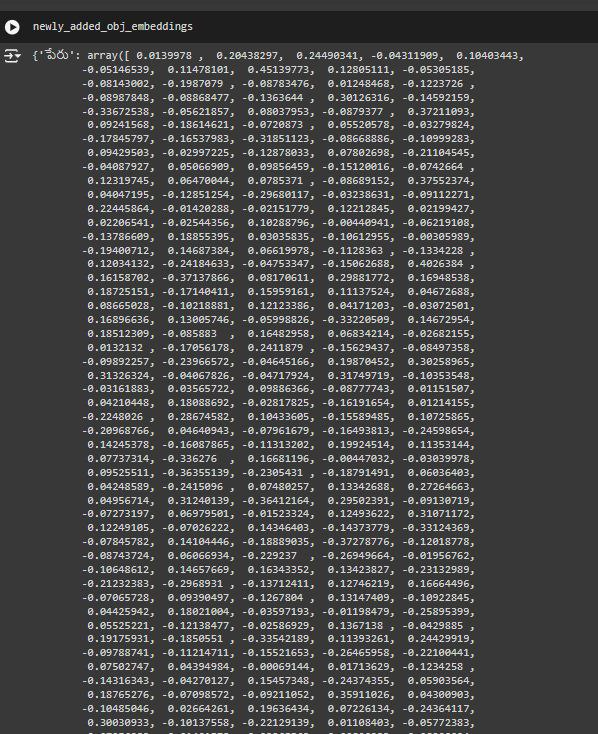 newly_added_obj_embeddings
{'పేరు': array([ 0.0139978 , 0.20438297, 0.24490341, -0.04311909, 0.10403443,
-0.05146539, 0.11478101, 0.45139773, 0.12805111, -0.05305185,
-0.08143002, -0.1987079 , -0.08783476, 0.01248468, -0.1223726 ,
-0.08987848, -0.08868477, -0.1363644 , 0.30126316, -0.14592159,
-0.33672538, -0.05621857, 0.08037953, -0.0879377 , 0.37211093,
0.09241568, -0.18614621, -0.0720873 , 0.05520578, -0.03279824,
-0.17845797, -0.16537983, -0.31851123, -0.08668886, -0.10999283,
0.09429503, -0.02997225, -0.12878033, 0.07802698, -0.21104545,
-0.04087927, 0.05066909, 0.09856459, -0.15120016, -0.0742664 ,
0.12319745, 0.06470044, 0.0785371 , -0.08689152, 0.37552374,
0.04047195, -0.12851254, -0.29680117, -0.03238631, -0.09112271,
0.22445864, -0.01420288, -0.02151779, 0.12212845, 0.02199427,
0.02206541, -0.02544356, 0.10288796, -0.00440941, -0.06219108,
-0.13786609, 0.18855395, 0.03035835, -0.10612955, -0.00305989,
-0.19400712, 0.14687384, 0.06619978, -0.1128363 , -0.1334228 ,
0.12034132, -0.24184633, -0.04753347, -0.15062688, 0.4026384 ,
0.16158702, -0.37137866, 0.08170611, 0.29881772, 0.16948538,
0.18725151, -0.17140411, 0.15959161, 0.11137524, 0.04672688,
0.08665028, -0.10218881, 0.12123386, 0.04171203, -0.03072501,
0.16896636, 0.13005746, -0.05998826, -0.33220509, 0.14672954,
0.18512309, -0.085883 , 0.16482958, 0.06834214, -0.02682155,
0.0132132 , -0.17056178, 0.2411879 , -0.15629437, -0.08497358,
-0.09892257, -0.23966572, -0.04645166, 0.19870452, 0.30258965,
0.31326324, -0.04067826, -0.04717924, 0.31749719, -0.10353548,
-0.03161883, 0.03565722, 0.09886366, -0.08777743, 0.01151507,
0.04210448, 0.18088692, -0.02817825, -0.16191654, 0.01214155,
-0.2248026 , 0.28674582, 0.10433605, -0.15589485, 0.10725865,
-0.20968766, 0.04640943, -0.07961679, -0.16493813, -0.24598654,
0.14245378, -0.16087865, -0.11313202, 0.19924514, 0.11353144,
0.07737314, -0.336276 , 0.16681196, -0.00447032, -0.03039978,
0.09525511, -0.36355139, -0.2305431 , -0.18791491, 0.06036403,
0.04248589, -0.2415096 , 0.07480257, 0.13342688, 0.27264663,
0.04956714, 0.31240139, -0.36412164, 0.29502391, -0.09130719,
-0.07273197, 0.06979501, -0.01523324, 0.12493622, 0.31071172,
0.12249105, -0.07026222, 0.14346403, -0.14373779, -0.33124369,
-0.07845782, 0.14104446, -0.18889035, -0.37278776, -0.12018778,
-0.08743724, 0.06066934, -0.229237 , -0.26949664, -0.01956762,
-0.10648612, 0.14657669, 0.16343352, 0.13423827, -0.23132989,
-0.21232383, -0.2968931 , -0.13712411, 0.12746219, 0.16664496,
-0.07065728, 0.09390497, -0.1267804 , 0.13147409, -0.10922845,
0.04425942, 0.18021004, -0.03597193, -0.01198479, -0.25895399,
0.05525221, -0.12138477, -0.02586929, 0.1367138 , -0.0429885 ,
0.19175931, -0.1850551 , -0.33542189, 0.11393261, 0.24429919,
-0.09788741, -0.11214711, -0.15521653, -0.26465958, -0.22100441,
0.07502747, 0.04394984, -0.00069144, 0.01713629, -0.1234258 ,
-0.14316343, -0.04270127, 0.15457348, -0.24374355, 0.05903564,
0.18765276, -0.07098572, -0.09211052, 0.35911026, 0.04300903,
-0.10485046, 0.02664261, 0.19636434, 0.07226134, -0.24364117,
0.30030933, -0.10137558, -0.22129139, 0.01108403, -0.05772383,